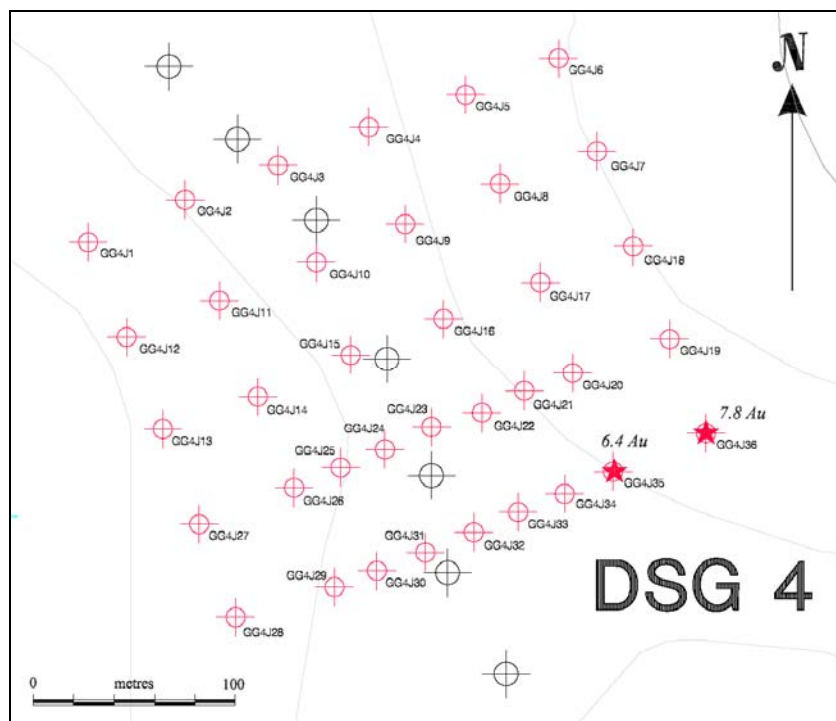 N
GG4J6
GG4J5
GG4J4
GG4J7
GG4J3
GG4J8
GG4J2
GG4J9
GG4J1
GG4J18
GG4J10
GG4J17
GG4J11
GG4J16
GG4J12
GG4J15
GG4J19
GG4J20
GG4J14
GG4J21
GG4J23
GG4J22
7.8 Au
GG4J13
GG4J24
6.4 Au
GG4J36
GG4J25
GG4J35
GG4J26
GG4J34
GG4J33
GG4J27
GG4J31
GG4J32
GG4J29
GG4J30
DSG 4
GG4J28
0 metres 100